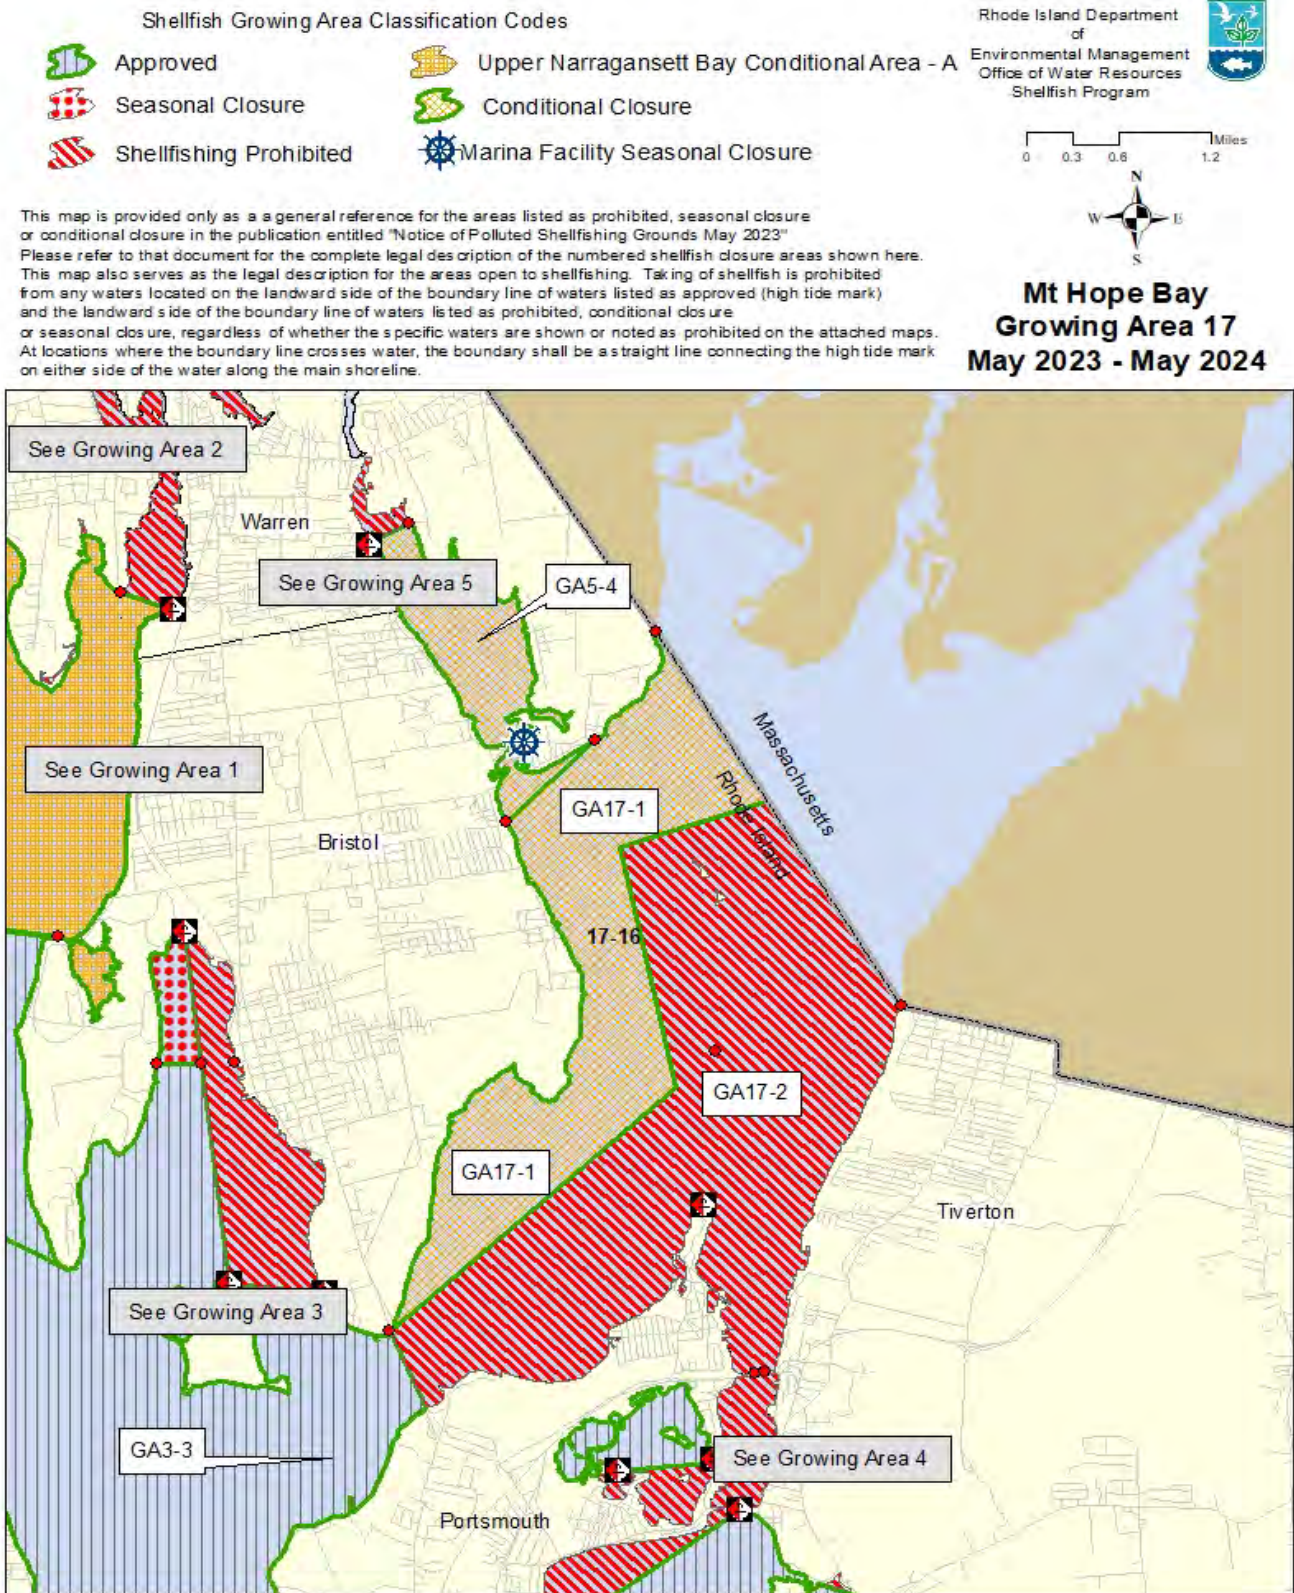 Shellfish Growing Area Classification Codes
Approved
Seasonal Closure
Shellfishing Prohibited
Upper Narragansett Bay Conditional Area - A
Conditional Closure
Marina Facility Seasonal Closure
Rhode Island Department
of
Environmental Management
Office of Water Resources
Shellfish Program
Miles
0 0.3 0.6 1.2
N
W E
S
This map is provided only as a a general reference for the areas listed as prohibited, seasonal closure
or conditional closure in the publication entitled "Notice of Polluted Shellfishing Grounds May 2023"
Please refer to that document for the complete legal description of the numbered shellfish closure areas shown here.
This map also serves as the legal description for the areas open to shellfishing. Taking of shellfish is prohibited
from any waters located on the landward side of the boundary line of waters listed as approved (high tide mark)
and the landward side of the boundary line of waters listed as prohibited, conditional closure
or seasonal closure, regardless of whether the specific waters are shown or noted as prohibited on the attached maps.
At locations where the boundary line crosses water, the boundary shall be a straight line connecting the high tide mark
on either side of the water along the main shoreline.
Mt Hope Bay
Growing Area 17
May 2023 - May 2024
See Growing Area 2
Warren
See Growing Area 5
GA5-4
Massachusetts
Rhode Island
See Growing Area 1
GA17-1
Bristol
17-16
GA17-2
GA17-1
Tiverton
See Growing Area 3
GA3-3
See Growing Area 4
Portsmouth